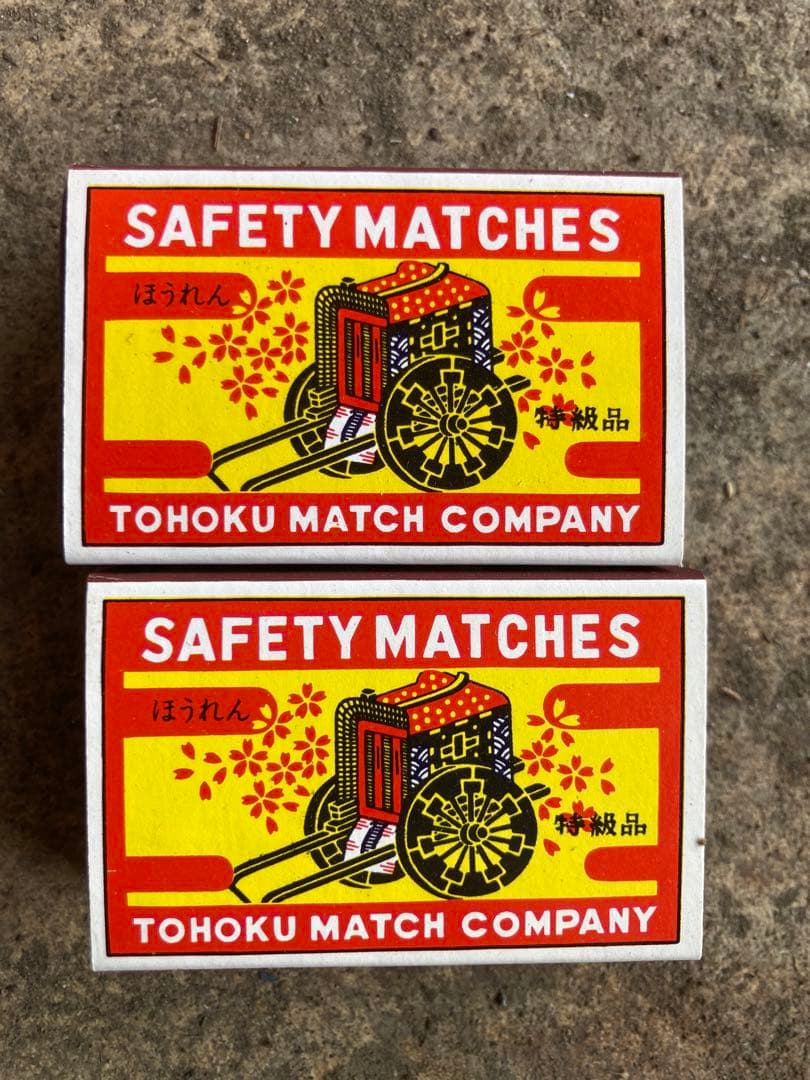 SAFETY MATCHES
ほうれん
特級品
TOHOKU MATCH COMPANY
SAFETY MATCHES
ほうれん
特級品
TOHOKU MATCH COMPANY